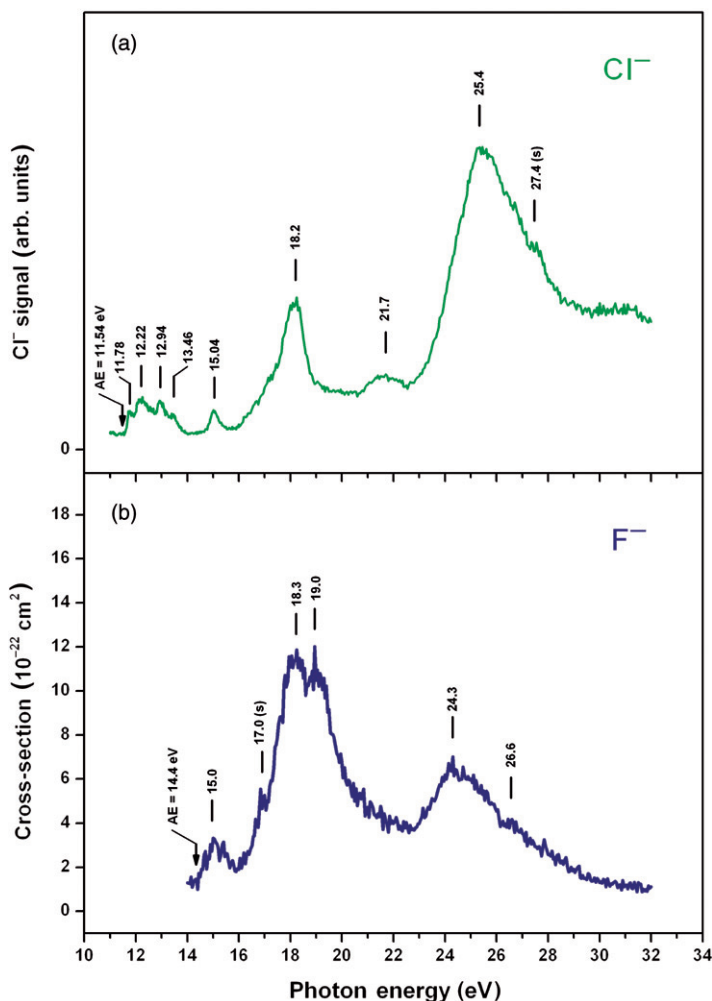 (a)
Cl⁻
25.4
27.4 (s)
18.2
21.7
AE = 11.54 eV
11.78
12.22
12.94
13.46
15.04
Cl⁻ signal (arb. units)
0
(b)
F⁻
18
16
14
12
10
8
6
4
2
0
18.3
19.0
17.0 (s)
24.3
26.6
AE = 14.4 eV
15.0
Cross-section (10⁻²² cm²)
10 12 14 16 18 20 22 24 26 28 30 32 34
Photon energy (eV)